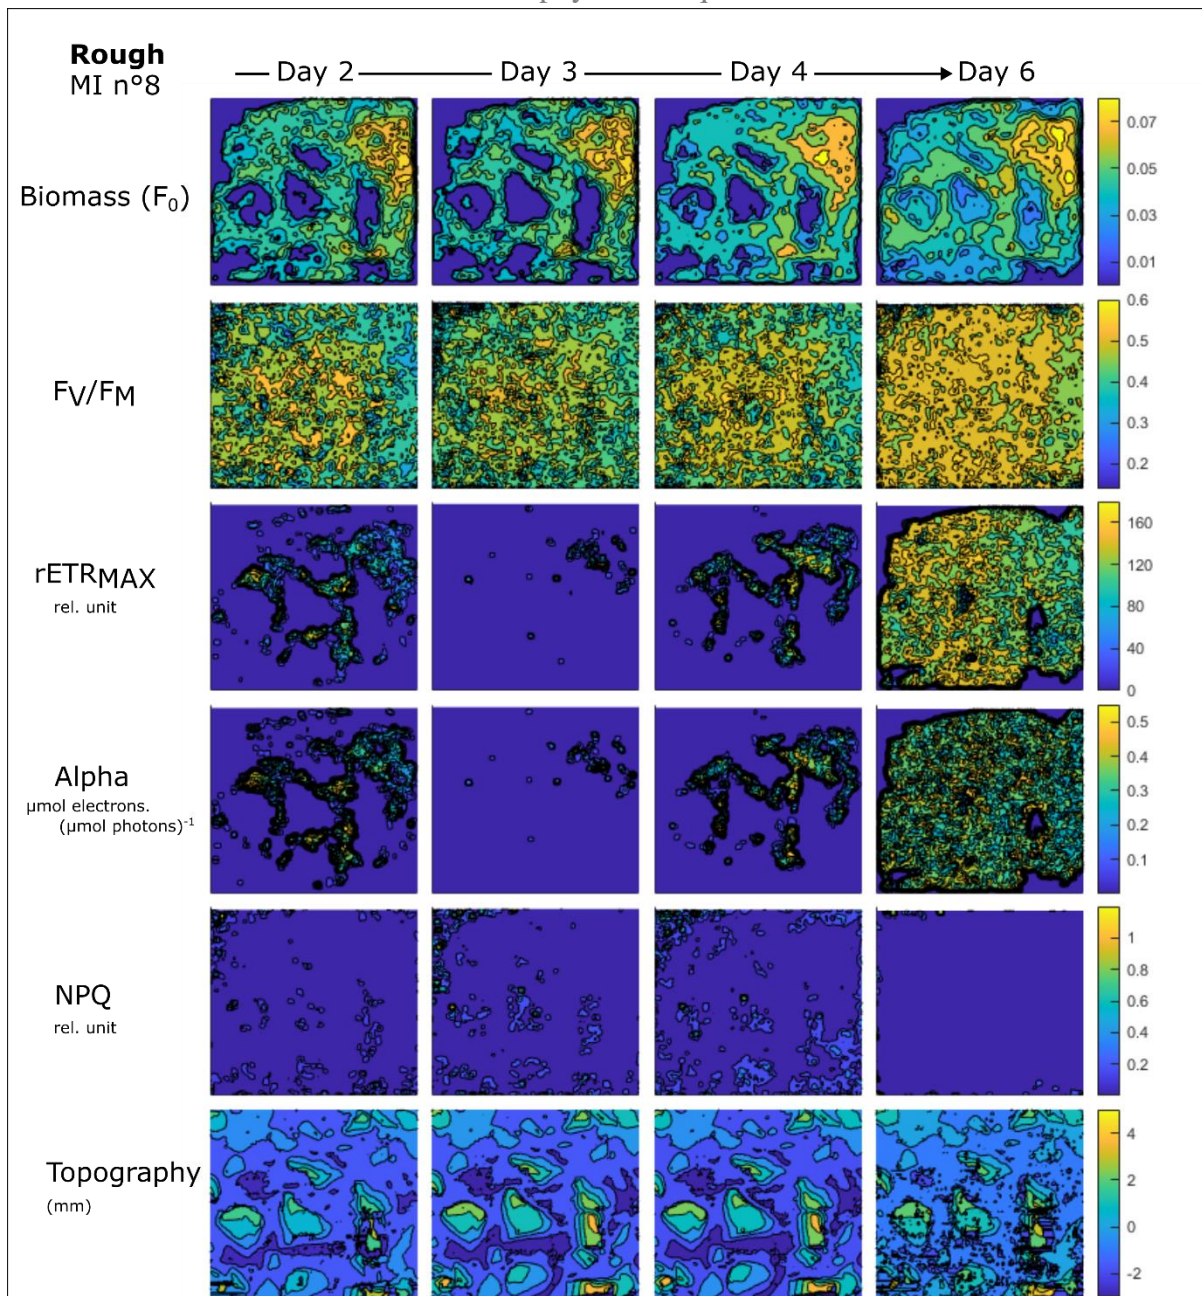 Rough
MI n°8
Day 2
Day 3
Day 4
Day 6
Biomass (F₀)
0.07
0.05
0.03
0.01
FV/FM
0.6
0.5
0.4
0.3
0.2
rETRMAX
rel. unit
160
120
80
40
0
Alpha
µmol electrons.
(µmol photons)⁻¹
0.5
0.4
0.3
0.2
0.1
NPQ
rel. unit
1
0.8
0.6
0.4
0.2
Topography
(mm)
4
2
0
-2